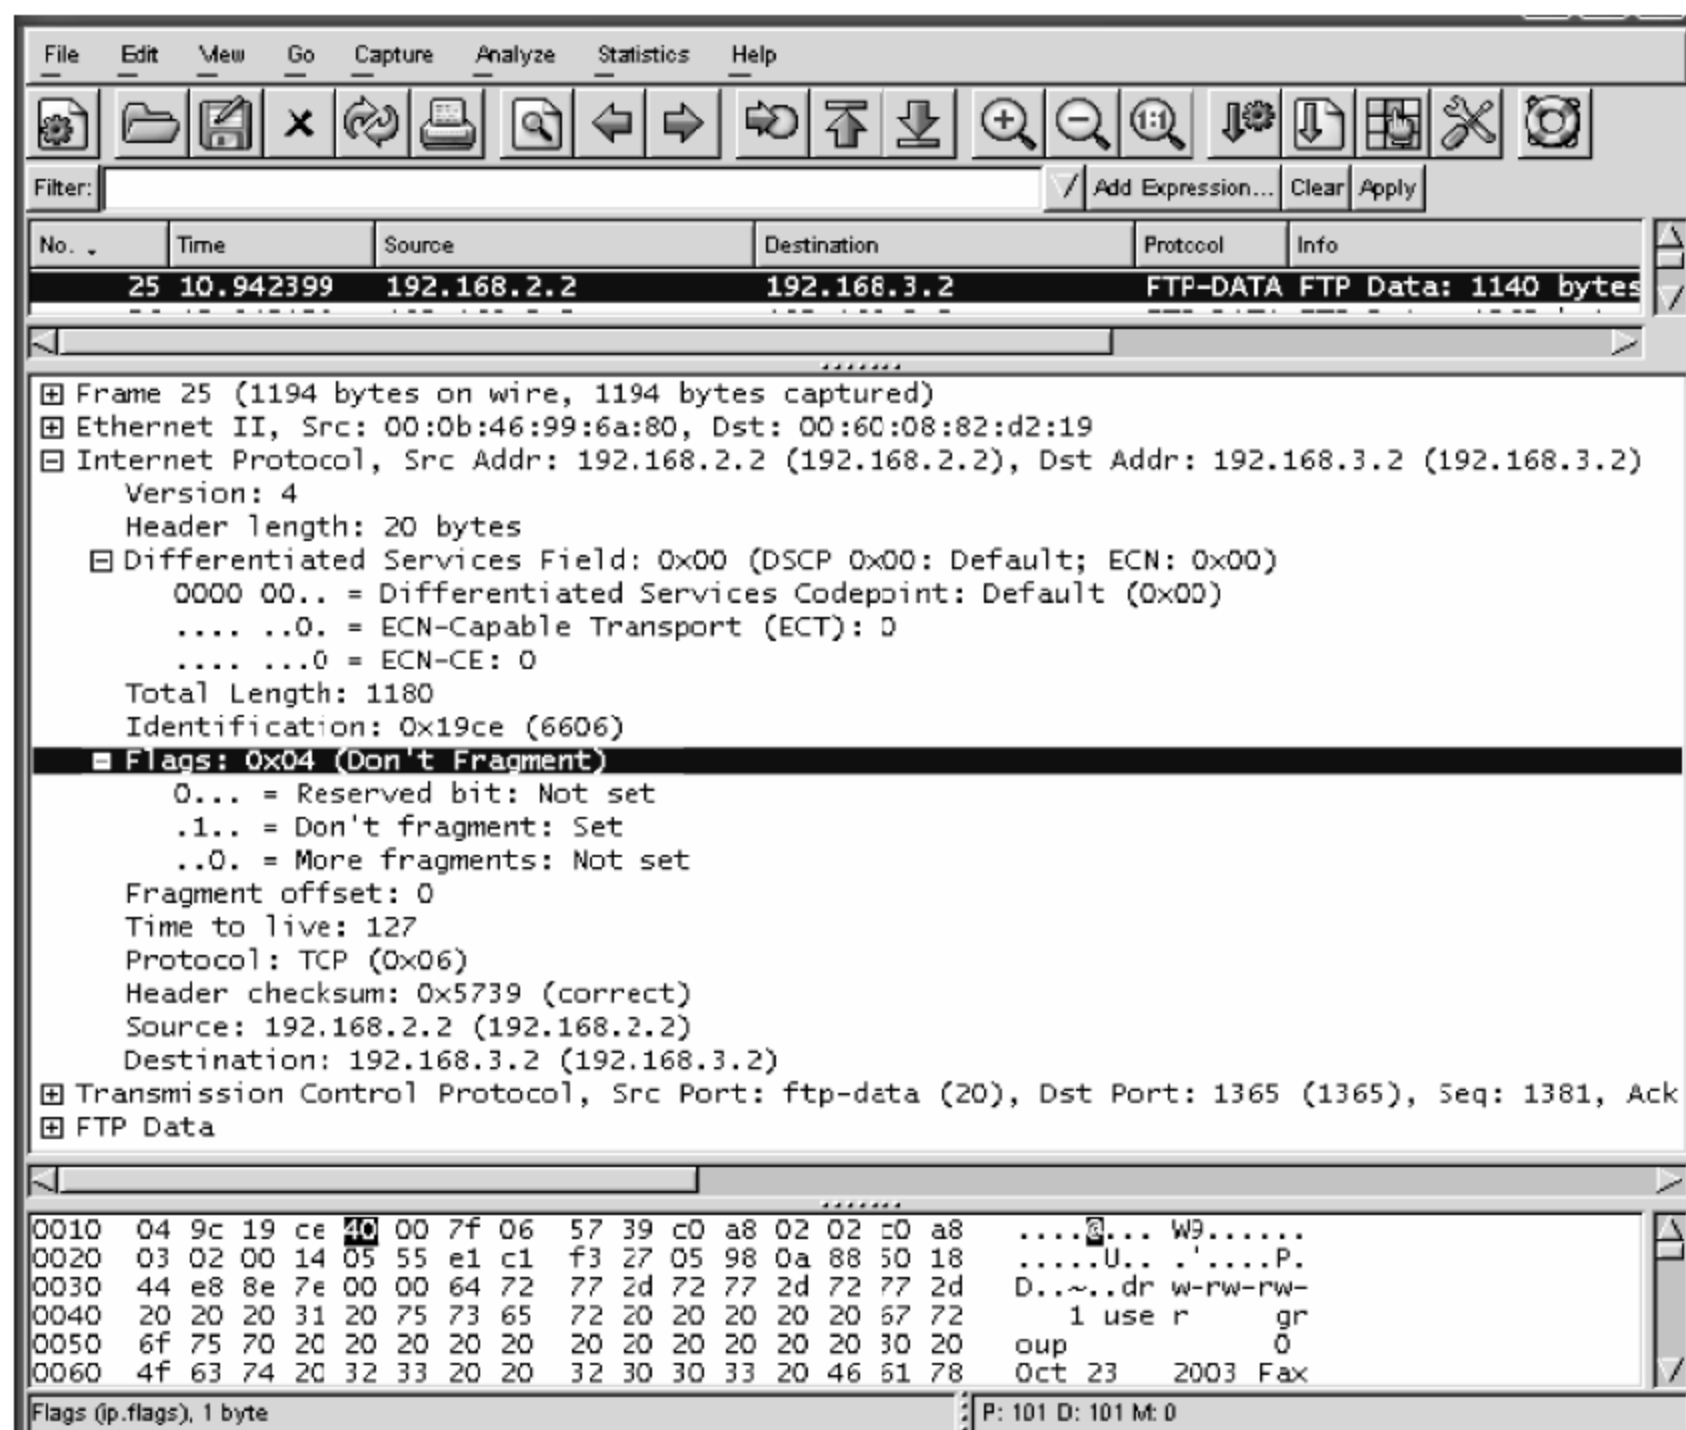 File Edit View Go Capture Analyze Statistics Help
1:1
Filter: Add Expression... Clear Apply
No. . Time Source Destination Protocol Info
25 10.942399 192.168.2.2 192.168.3.2 FTP-DATA FTP Data: 1140 bytes
Frame 25 (1194 bytes on wire, 1194 bytes captured)
Ethernet II, Src: 00:0b:46:99:6a:80, Dst: 00:60:08:82:d2:19
Internet Protocol, Src Addr: 192.168.2.2 (192.168.2.2), Dst Addr: 192.168.3.2 (192.168.3.2)
Version: 4
Header length: 20 bytes
Differentiated Services Field: 0x00 (DSCP 0x00: Default; ECN: 0x00)
0000 00.. = Differentiated Services Codepoint: Default (0x00)
.... ..0. = ECN-Capable Transport (ECT): 0
.... ...0 = ECN-CE: 0
Total Length: 1180
Identification: 0x19ce (6606)
Flags: 0x04 (Don't Fragment)
0... = Reserved bit: Not set
.1.. = Don't fragment: Set
..0. = More fragments: Not set
Fragment offset: 0
Time to live: 127
Protocol: TCP (0x06)
Header checksum: 0x5739 (correct)
Source: 192.168.2.2 (192.168.2.2)
Destination: 192.168.3.2 (192.168.3.2)
Transmission Control Protocol, Src Port: ftp-data (20), Dst Port: 1365 (1365), Seq: 1381, Ack
FTP Data
0010 04 9c 19 ce 40 00 7f 06 57 39 c0 a8 02 02 c0 a8 ....@... W9......
0020 03 02 00 14 05 55 e1 c1 f3 27 05 98 0a 88 50 18 .....U.. .'....P.
0030 44 e8 8e 7e 00 00 64 72 77 2d 72 77 2d 72 77 2d D..~..dr w-rw-rw-
0040 20 20 20 31 20 75 73 65 72 20 20 20 20 20 67 72 1 use r gr
0050 6f 75 70 20 20 20 20 20 20 20 20 20 20 20 30 20 oup 0
0060 4f 63 74 20 32 33 20 20 32 30 30 33 20 46 61 78 Oct 23 2003 Fax
Flags (ip.flags), 1 byte P: 101 D: 101 M: 0